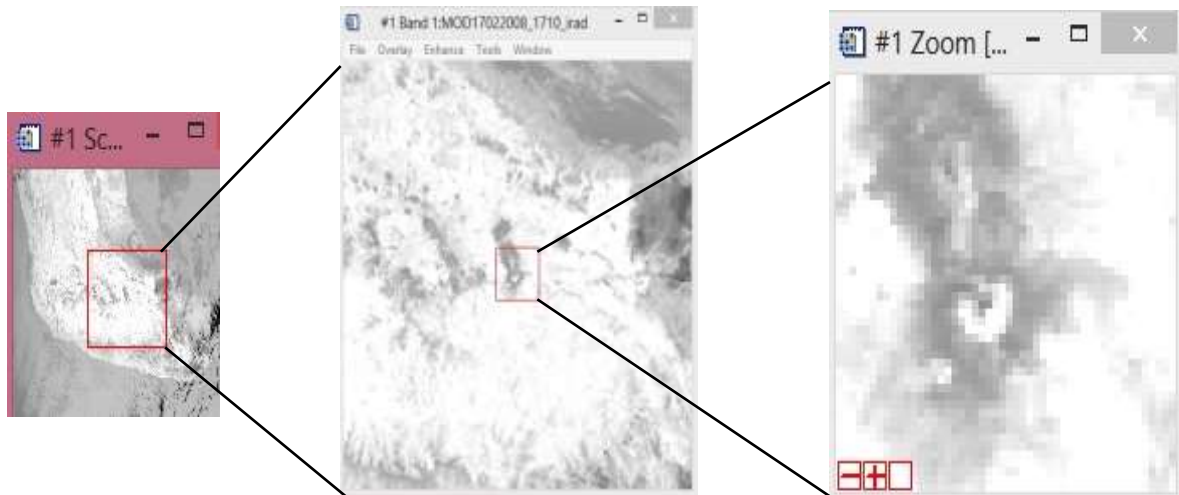 #1 Sc...
#1 Band 1:MOD17022008_1710_irad
File Overlay Enhance Tools Window
#1 Zoom [...